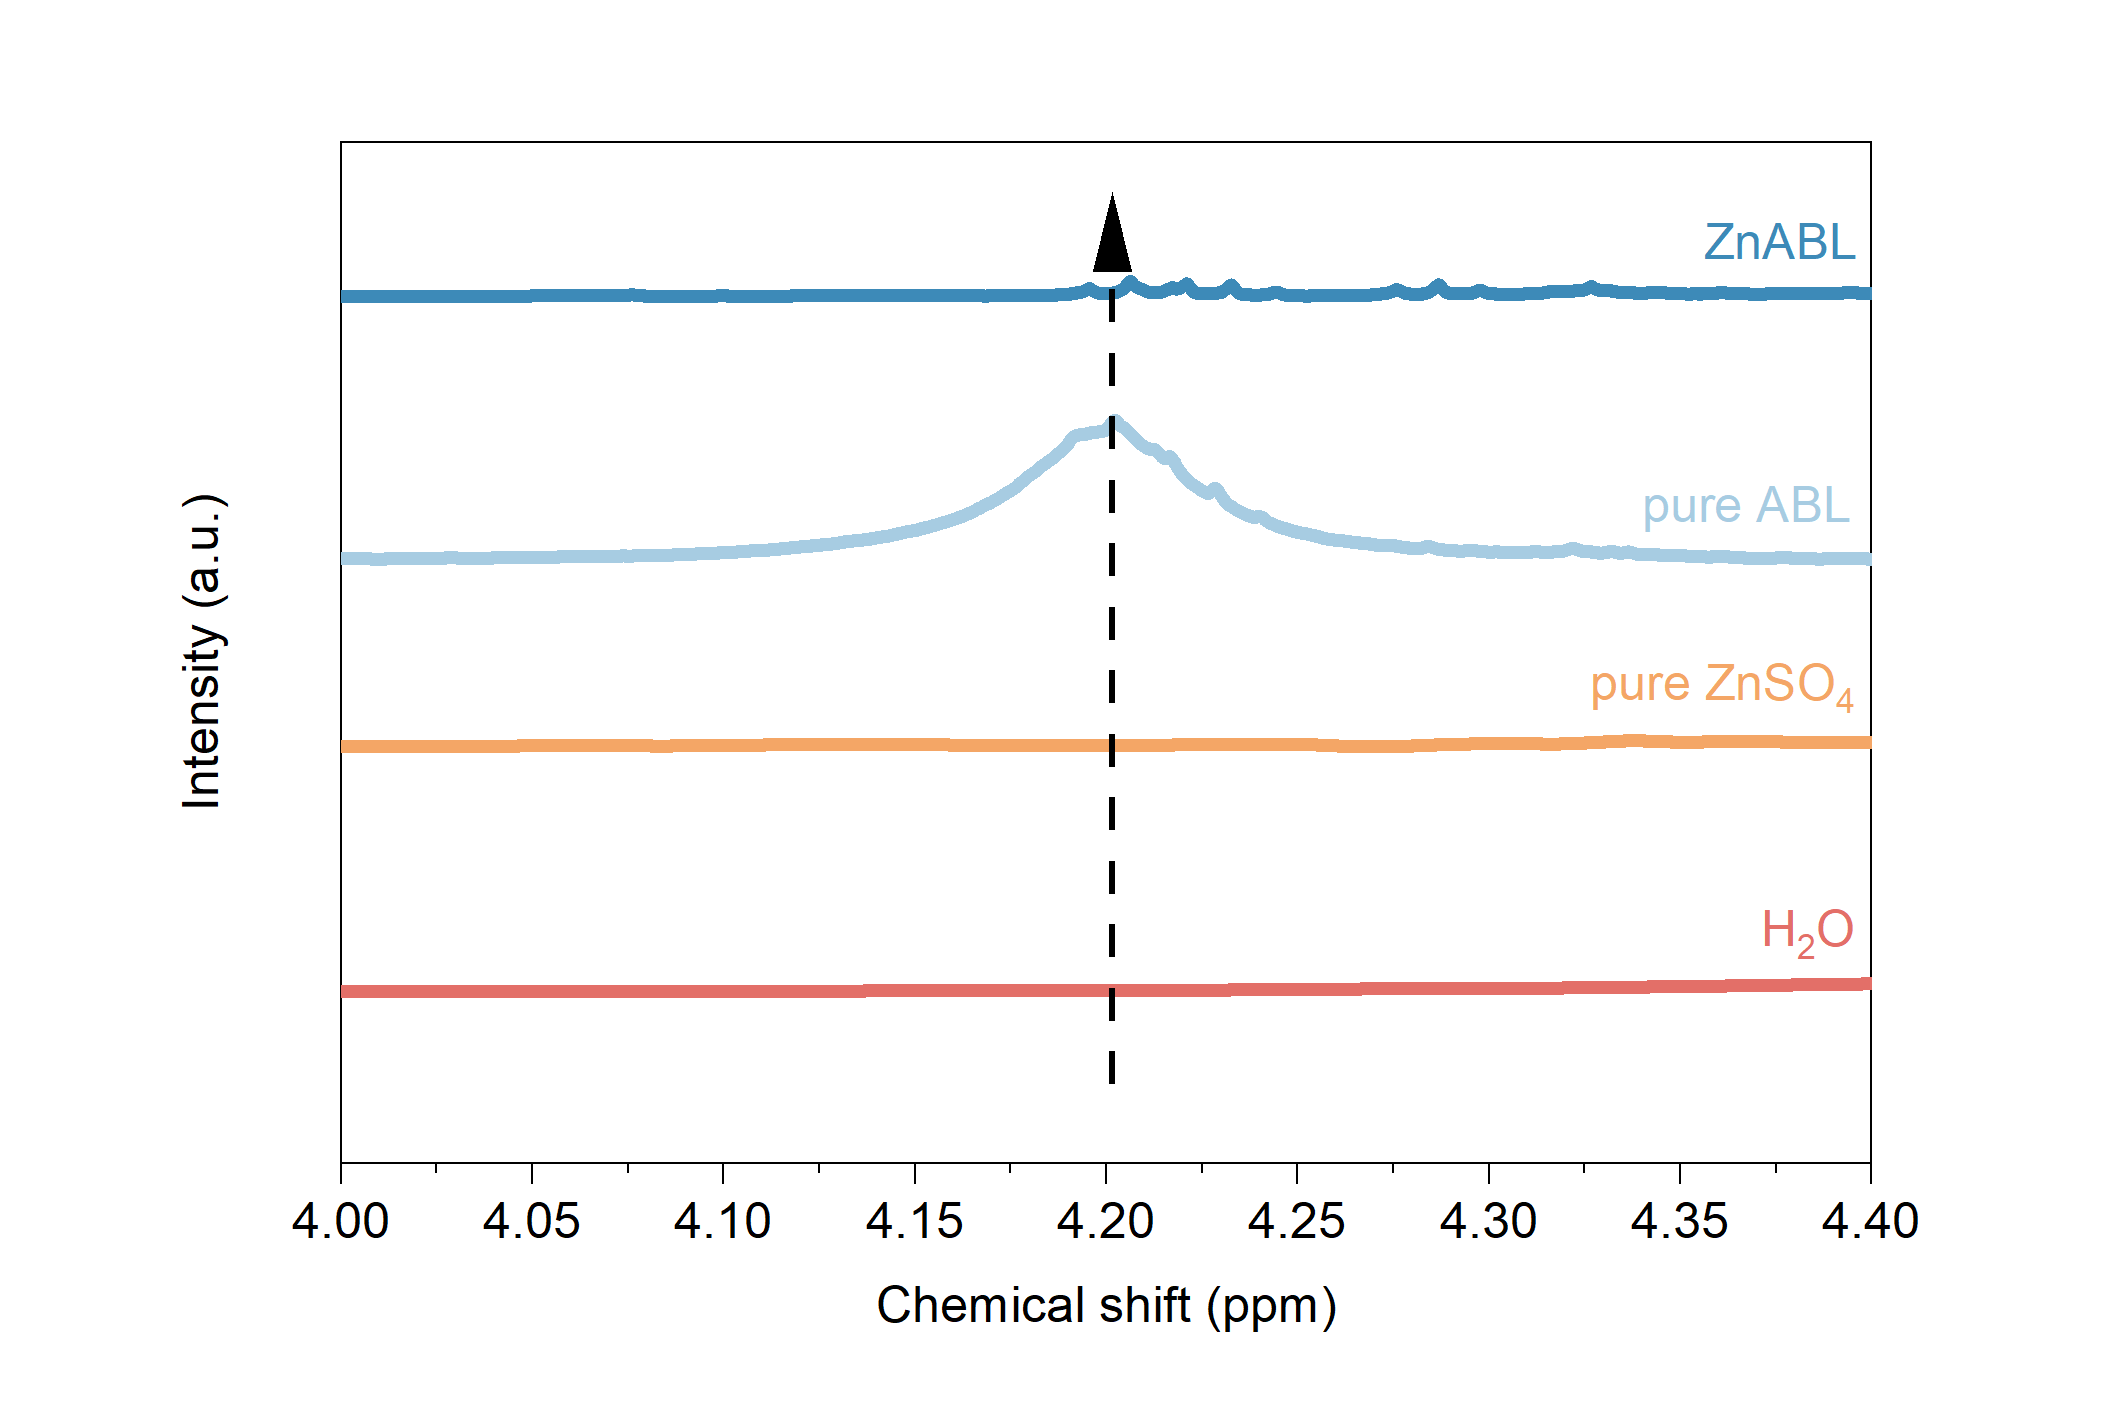 ZnABL
pure ABL
pure ZnSO₄
H₂O
Intensity (a.u.)
4.00 4.05 4.10 4.15 4.20 4.25 4.30 4.35 4.40
Chemical shift (ppm)